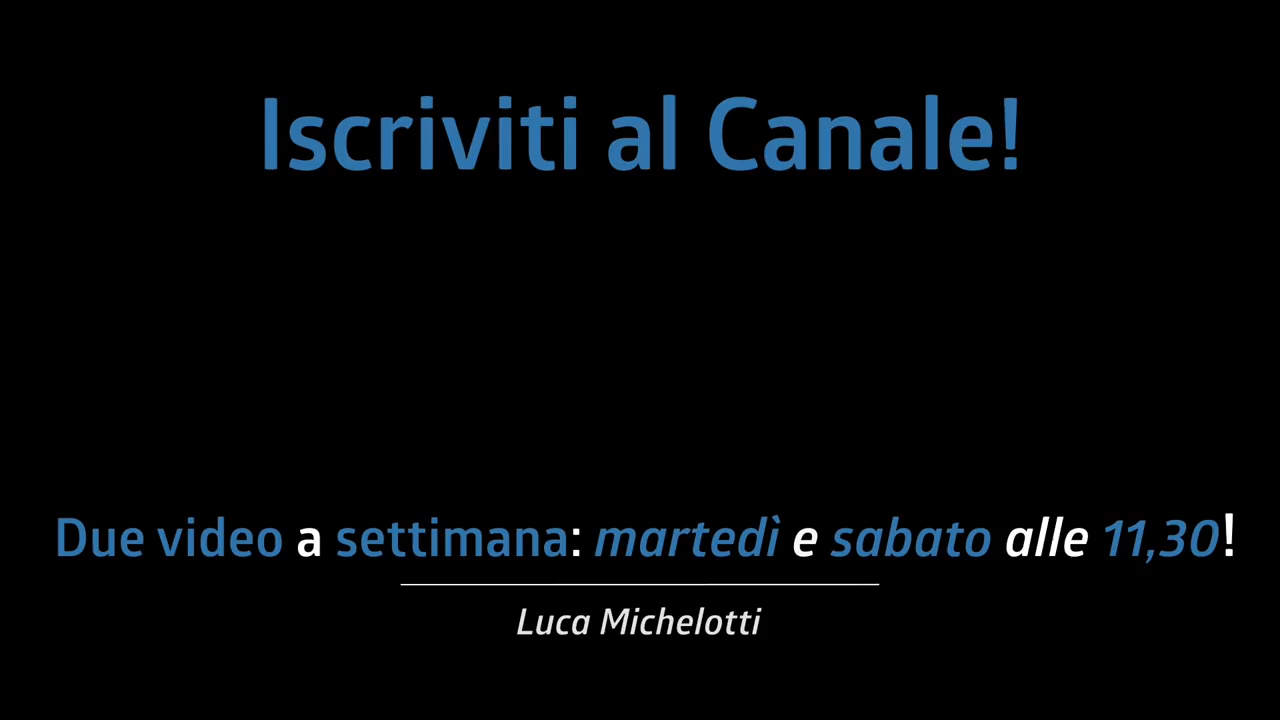 Iscriviti al Canale!
Due video a settimana: martedì e sabato alle 11,30!
Luca Michelotti